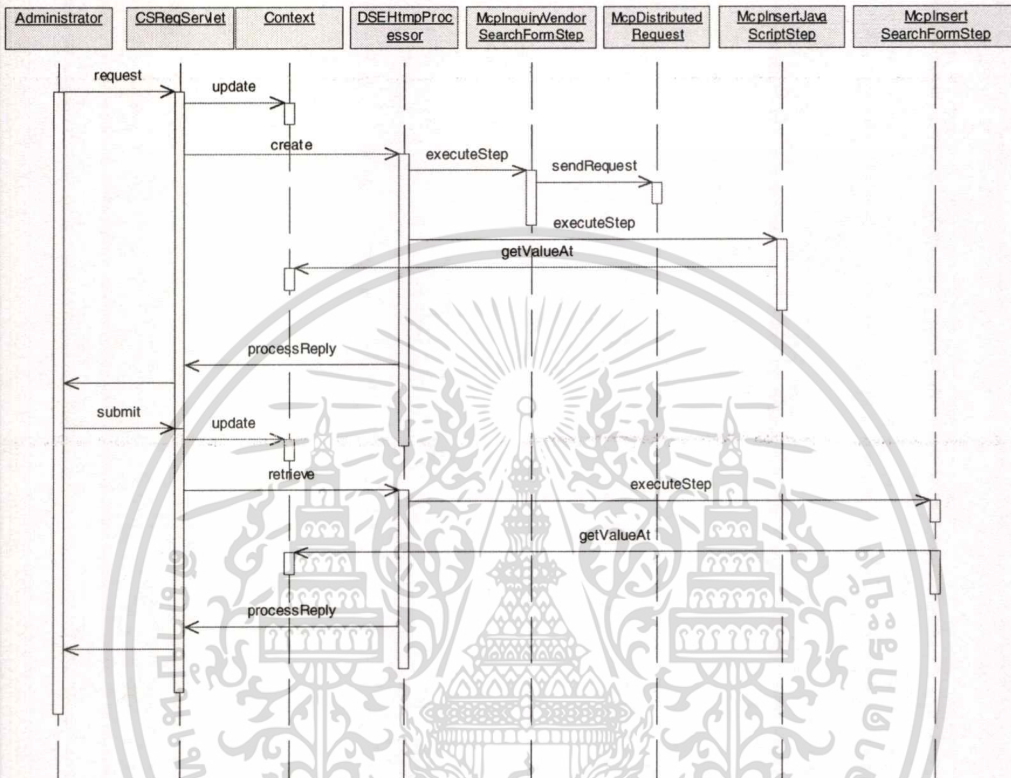 Administrator
CSReqServlet
Context
DSEHtmpProc
essor
McpInquiryVendor
SearchFormStep
McpDistributed
Request
McpInsertJava
ScriptStep
McpInsert
SearchFormStep
request
update
create
executeStep
sendRequest
executeStep
getValueAt
processReply
submit
update
retrieve
executeStep
getValueAt
processReply